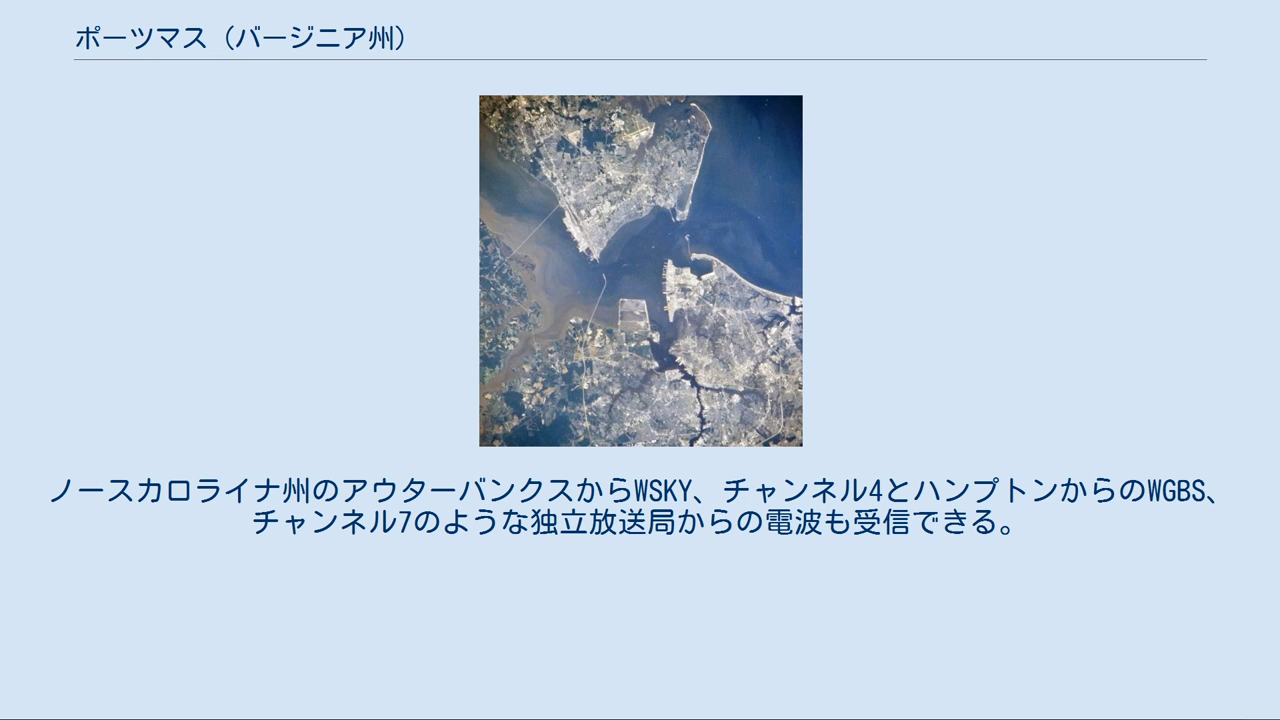 ポーツマス（バージニア州）
ノースカロライナ州のアウターバンクスからWSKY、チャンネル4とハンプトンからのWGBS、
チャンネル7のような独立放送局からの電波も受信できる。